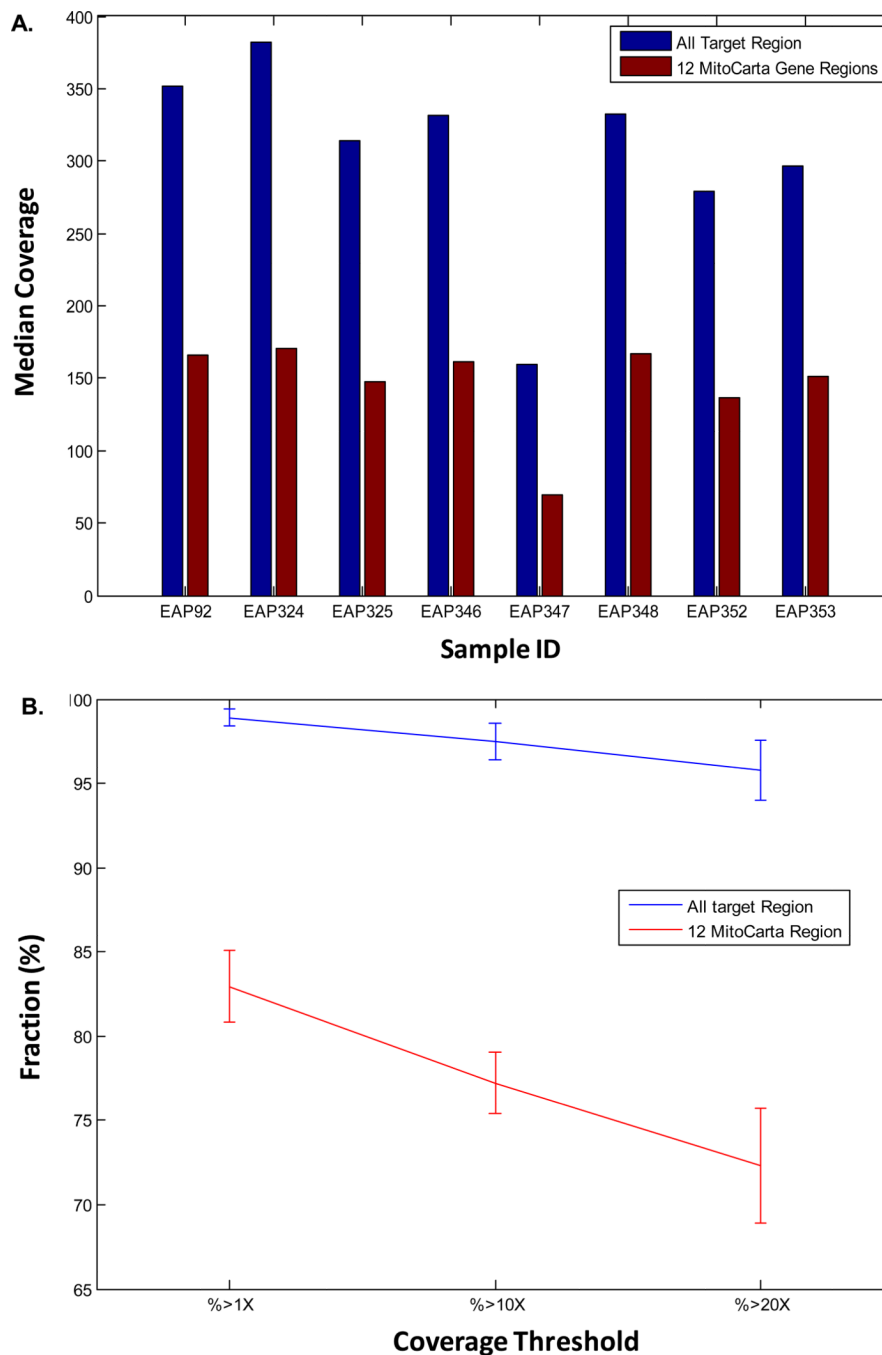 A.
400
350
300
250
200
150
100
50
0
Median Coverage
All Target Region
12 MitoCarta Gene Regions
EAP92 EAP324 EAP325 EAP346 EAP347 EAP348 EAP352 EAP353
Sample ID
B.
100
95
90
85
80
75
70
65
Fraction (%)
All target Region
12 MitoCarta Region
%>1X %>10X %>20X
Coverage Threshold